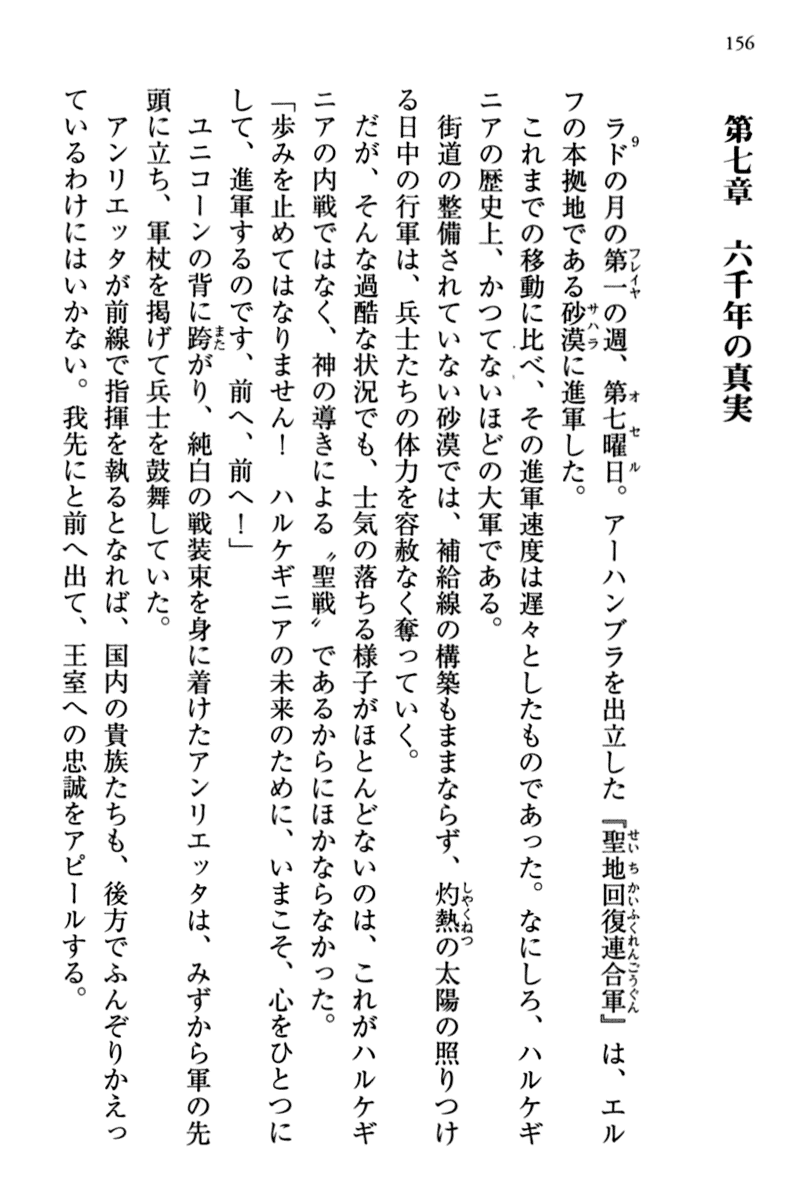 156
第七章　六千年の真実
ラドの月の第一の週、第七曜日。アーハンブラを出立した『聖地回復連合軍』は、エル
フの本拠地である砂漠に進軍した。
これまでの移動に比べ、その進軍速度は遅々としたものであった。なにしろ、ハルケギ
ニアの歴史上、かつてないほどの大軍である。
街道の整備されていない砂漠では、補給線の構築もままならず、灼熱の太陽の照りつけ
る日中の行軍は、兵士たちの体力を容赦なく奪っていく。
だが、そんな過酷な状況でも、士気の落ちる様子がほとんどないのは、これがハルケギ
ニアの内戦ではなく、神の導きによる〝聖戦〟であるからにほかならなかった。
「歩みを止めてはなりません！　ハルケギニアの未来のために、いまこそ、心をひとつに
して、進軍するのです、前へ、前へ！」
ユニコーンの背に跨がり、純白の戦装束を身に着けたアンリエッタは、みずから軍の先
頭に立ち、軍杖を掲げて兵士を鼓舞していた。
アンリエッタが前線で指揮を執るとなれば、国内の貴族たちも、後方でふんぞりかえっ
ているわけにはいかない。我先にと前へ出て、王室への忠誠をアピールする。